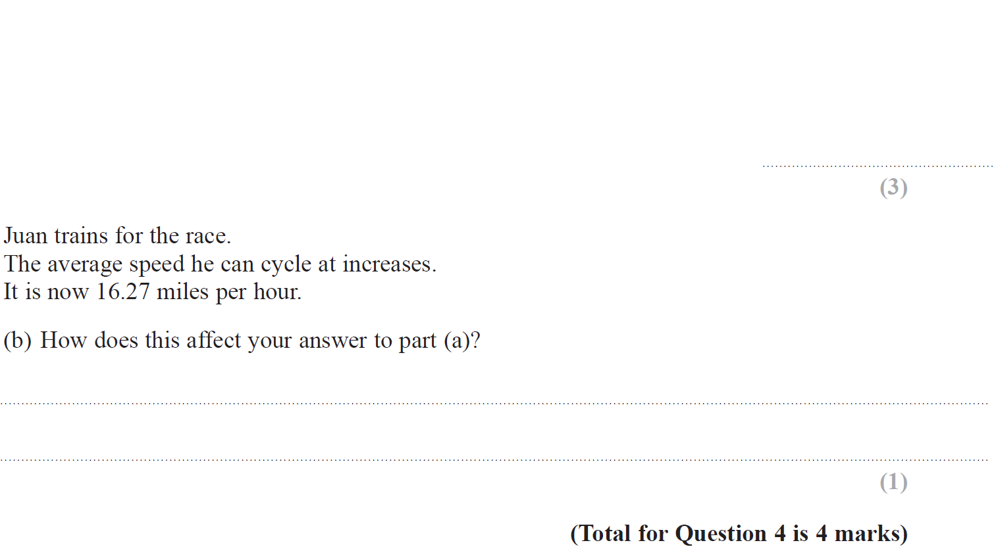 (3)
Juan trains for the race.
The average speed he can cycle at increases.
It is now 16.27 miles per hour.
(b) How does this affect your answer to part (a)?
(1)
(Total for Question 4 is 4 marks)